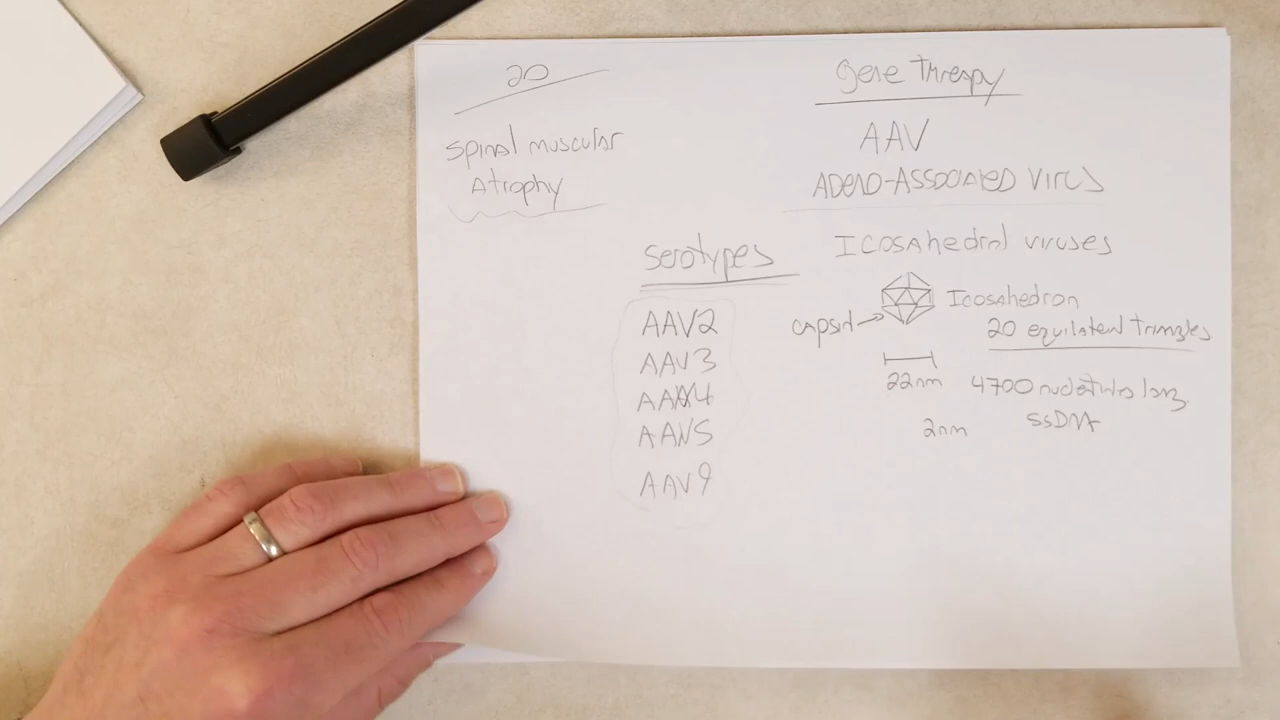 20
Spinal muscular
Atrophy
Gene Therapy
AAV
ADENO-ASSOCIATED VIRUS
Icosahedral viruses
Icosahedron
capsid
20 equilateral triangles
22nm
4700 nucleotides long
ssDNA
2nm
Serotypes
AAV2
AAV3
AAV4
AAV5
AAV9